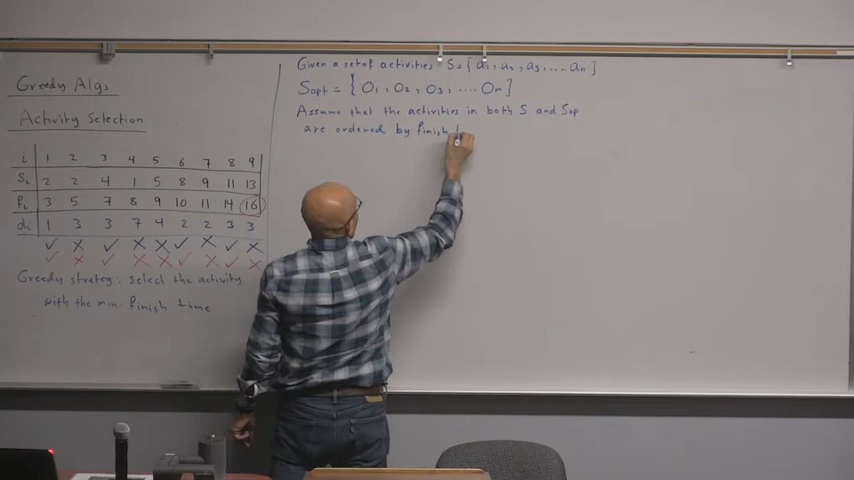 Greedy Algs
Activity Selection
i 1 2 3 4 5 6 7 8 9
Si 2 2 4 1 5 8 9 11 13
fi 3 5 7 8 9 10 11 14 16
di 1 3 3 7 4 2 2 3 3
✓ × ✓ × × ✓ × ✓ ×
✓ × ✓ × × ✓ × ✓ ×
Greedy strateg: select the activity
with the min. finish time
Given a set of activities S = { a1, a2, a3, .... an }
Sopt = { O1, O2, O3, .... Om }
Assume that the activities in both S and Sop
are ordered by finish